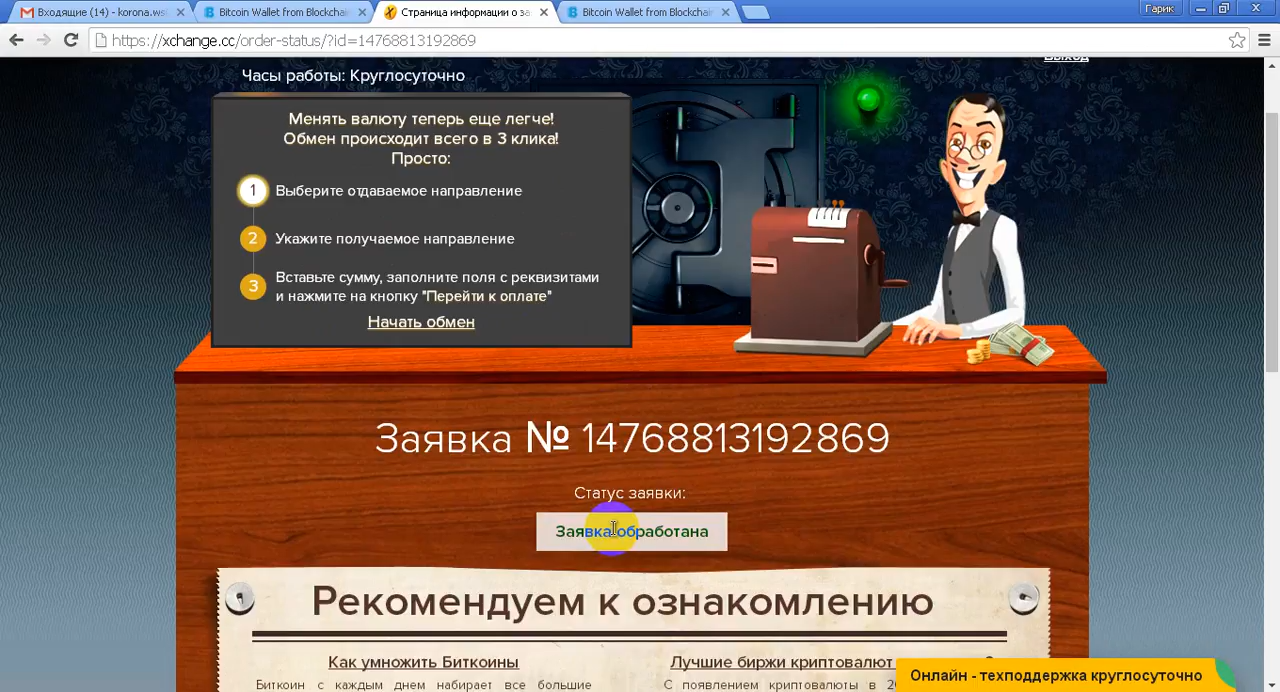 Входящие (14) - korona.ws
Bitcoin Wallet from Blockchain
Страница информации о за
Bitcoin Wallet from Blockchain
Гарик
https://xchange.cc/order-status/?id=14768813192869
Часы работы: Круглосуточно
Выход
Менять валюту теперь еще легче!
Обмен происходит всего в 3 клика!
Просто:
1 Выберите отдаваемое направление
2 Укажите получаемое направление
3 Вставьте сумму, заполните поля с реквизитами
и нажмите на кнопку "Перейти к оплате"
Начать обмен
Заявка № 14768813192869
Статус заявки:
Заявка обработана
Рекомендуем к ознакомлению
Как умножить Биткоины
Лучшие биржи криптовалют
Биткоин с каждым днем набирает все большие
С появлением криптовалюты в
Онлайн - техподдержка круглосуточно